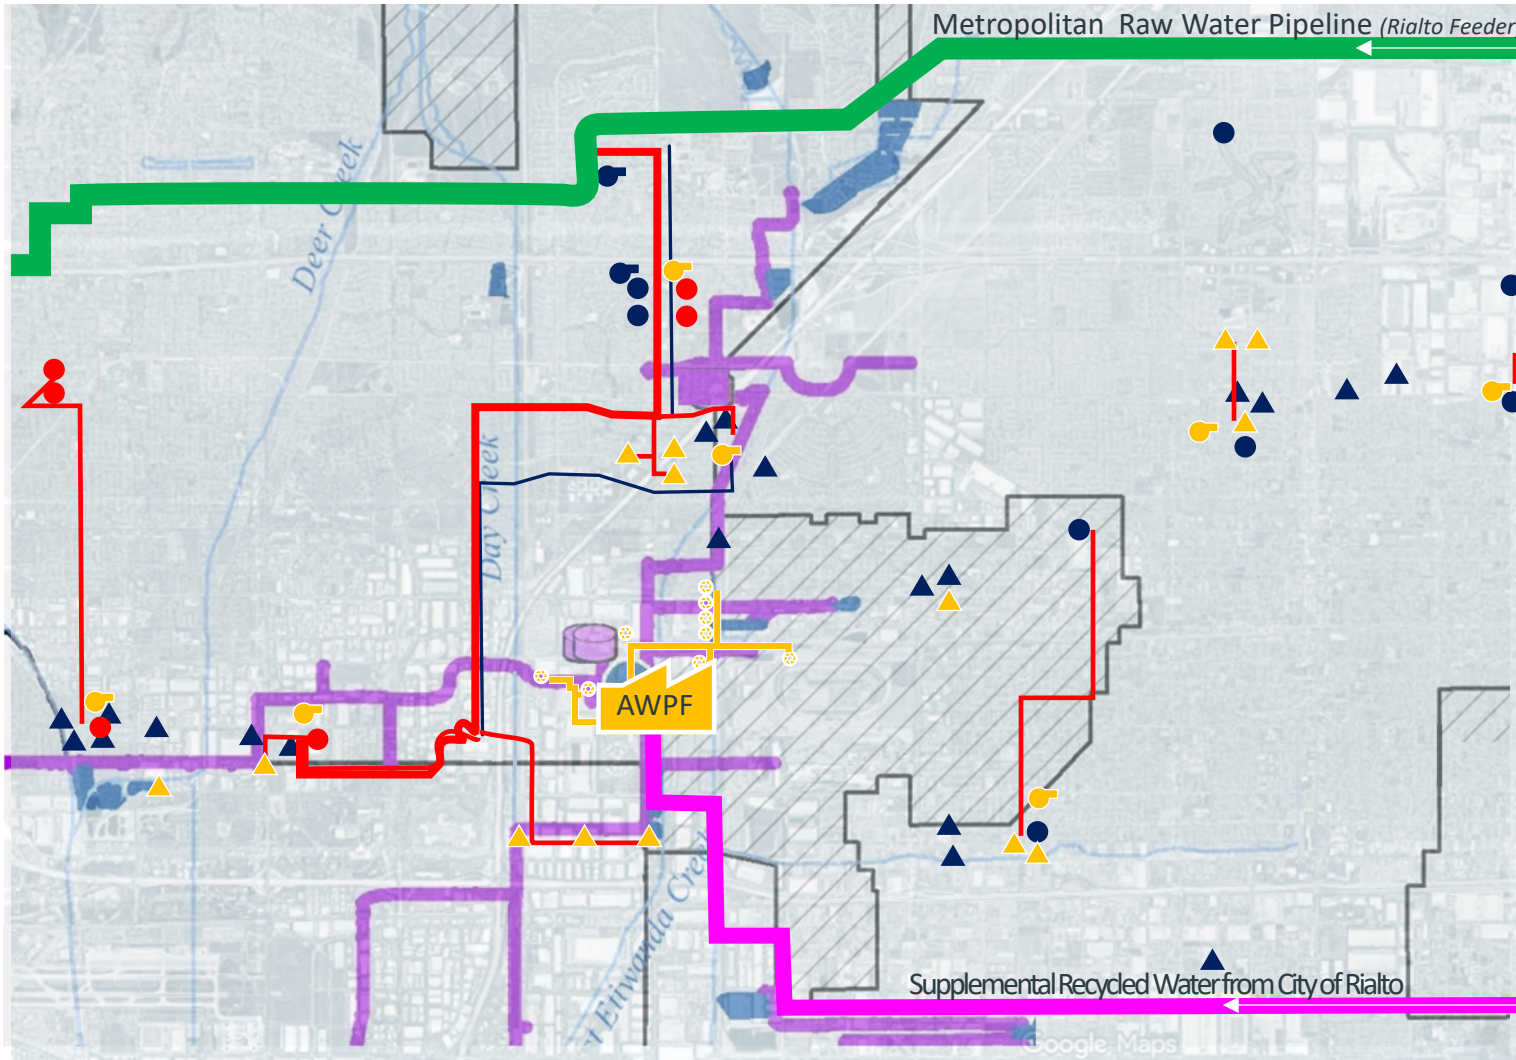 Metropolitan Raw Water Pipeline (Rialto Feeder
Deer Creek
Day Creek
AWPF
Etiwanda Creek
Supplemental Recycled Water from City of Rialto
Google, Maps